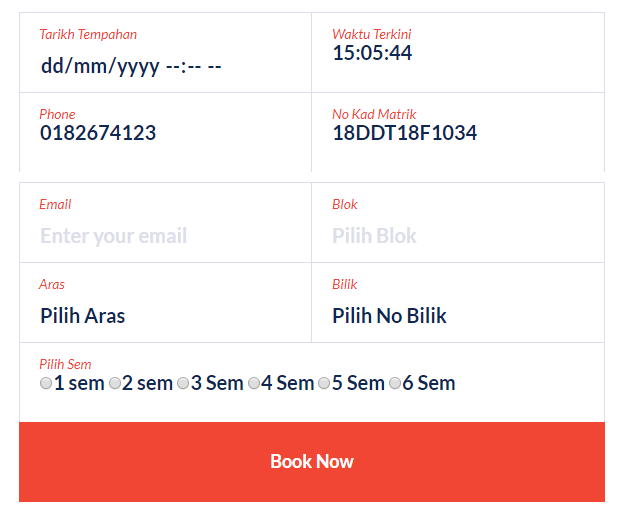 Tarikh Tempahan
dd/mm/yyyy --:-- --
Waktu Terkini
15:05:44
Phone
0182674123
No Kad Matrik
18DDT18F1034
Email
Enter your email
Blok
Pilih Blok
Aras
Pilih Aras
Bilik
Pilih No Bilik
Pilih Sem
1 sem 2 sem 3 Sem 4 Sem 5 Sem 6 Sem
Book Now